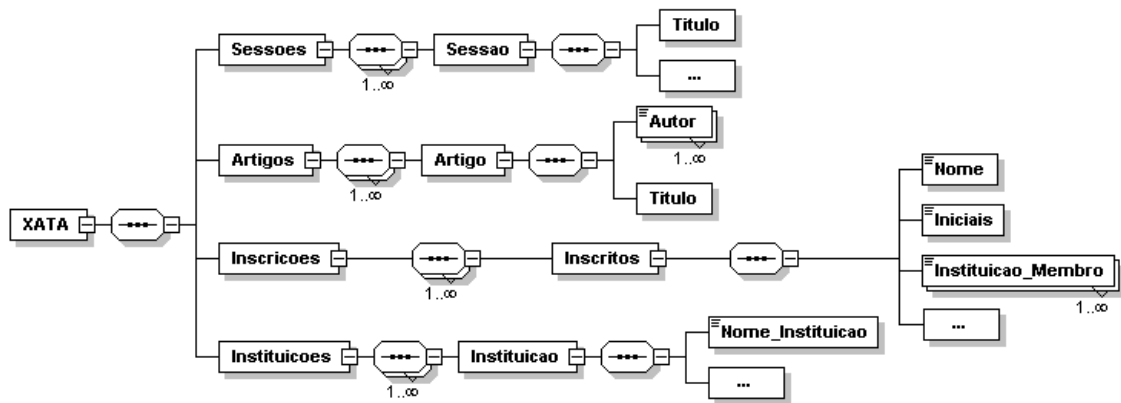 XATA
Sessoes
1..∞
Sessao
Titulo
...
Artigos
1..∞
Artigo
Autor
1..∞
Titulo
Inscricoes
1..∞
Inscritos
Nome
Iniciais
Instituicao_Membro
1..∞
...
Instituicoes
1..∞
Instituicao
Nome_Instituicao
...